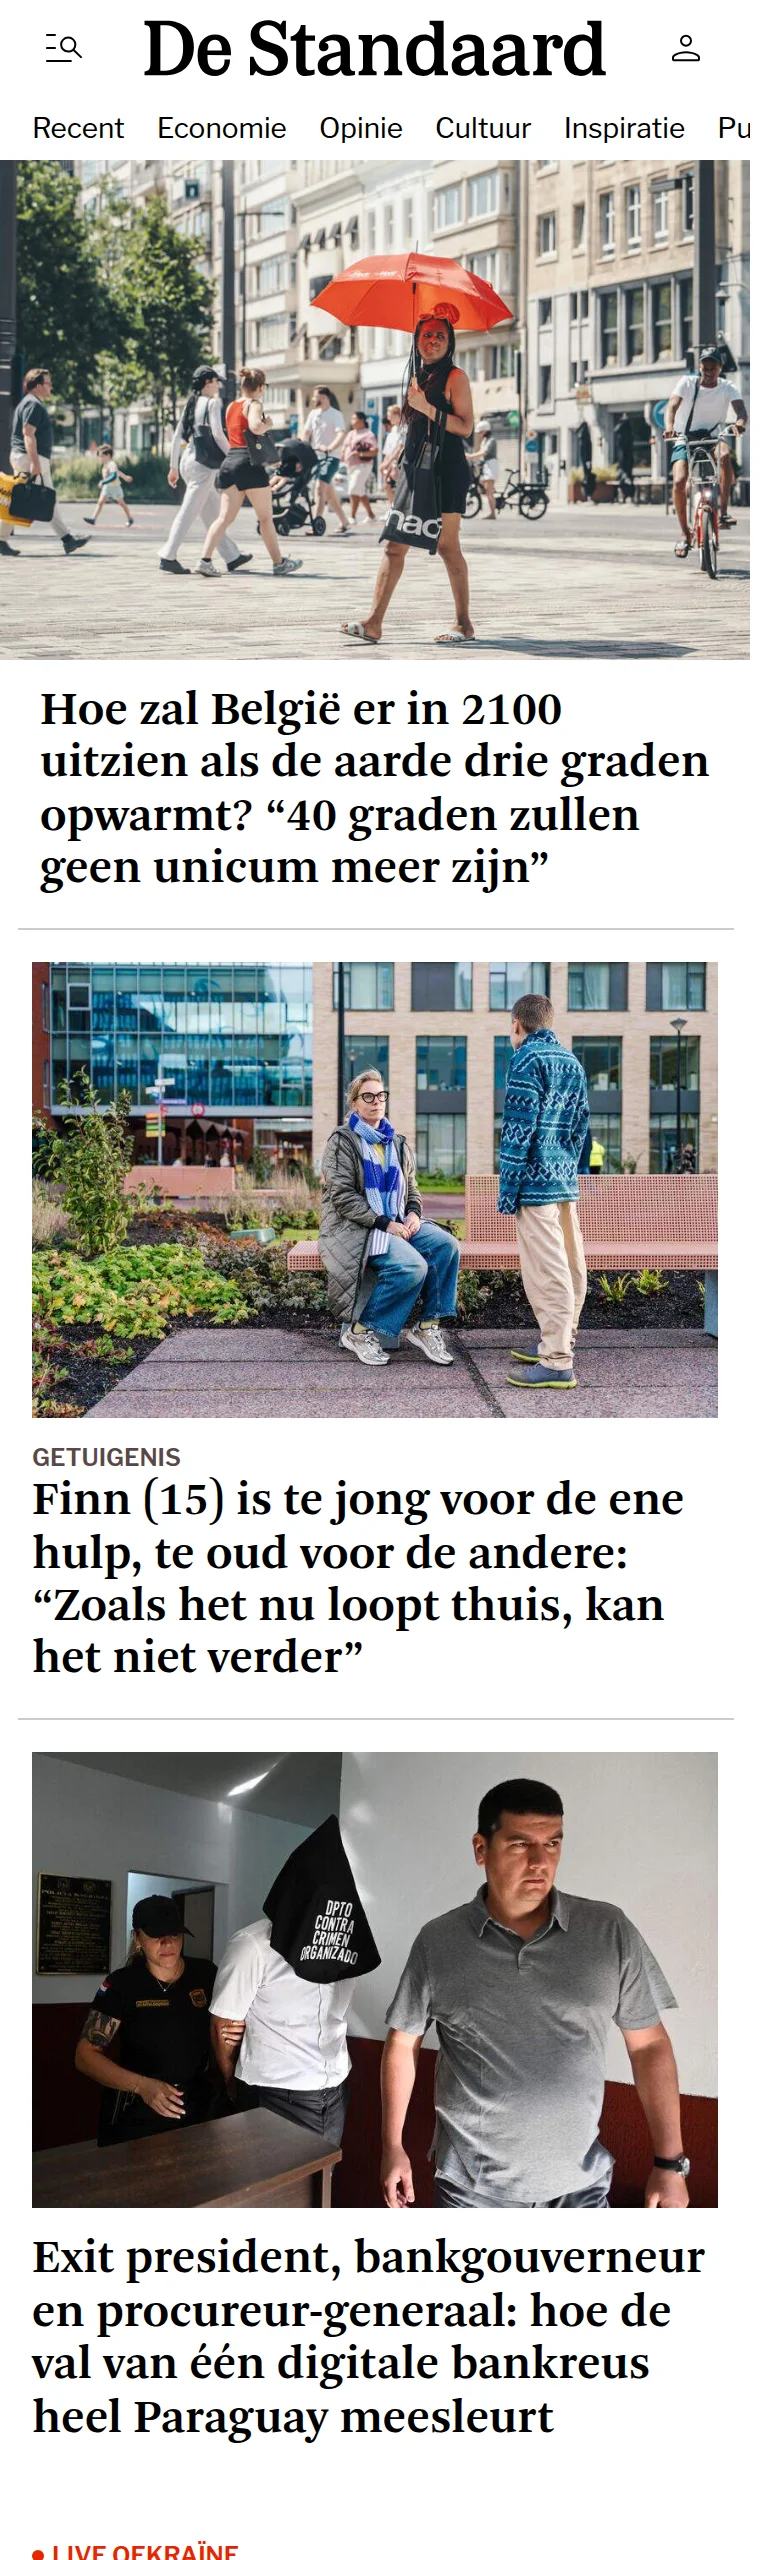 De Standaard
Recent Economie Opinie Cultuur Inspiratie Pu
nac
Hoe zal België er in 2100
uitzien als de aarde drie graden
opwarmt? “40 graden zullen
geen unicum meer zijn”
GETUIGENIS
Finn (15) is te jong voor de ene
hulp, te oud voor de andere:
“Zoals het nu loopt thuis, kan
het niet verder”
DPTO
CONTRA
CRIMEN
ORGANIZADO
Exit president, bankgouverneur
en procureur-generaal: hoe de
val van één digitale bankreus
heel Paraguay meesleurt
LIVE OEKRAÏNE